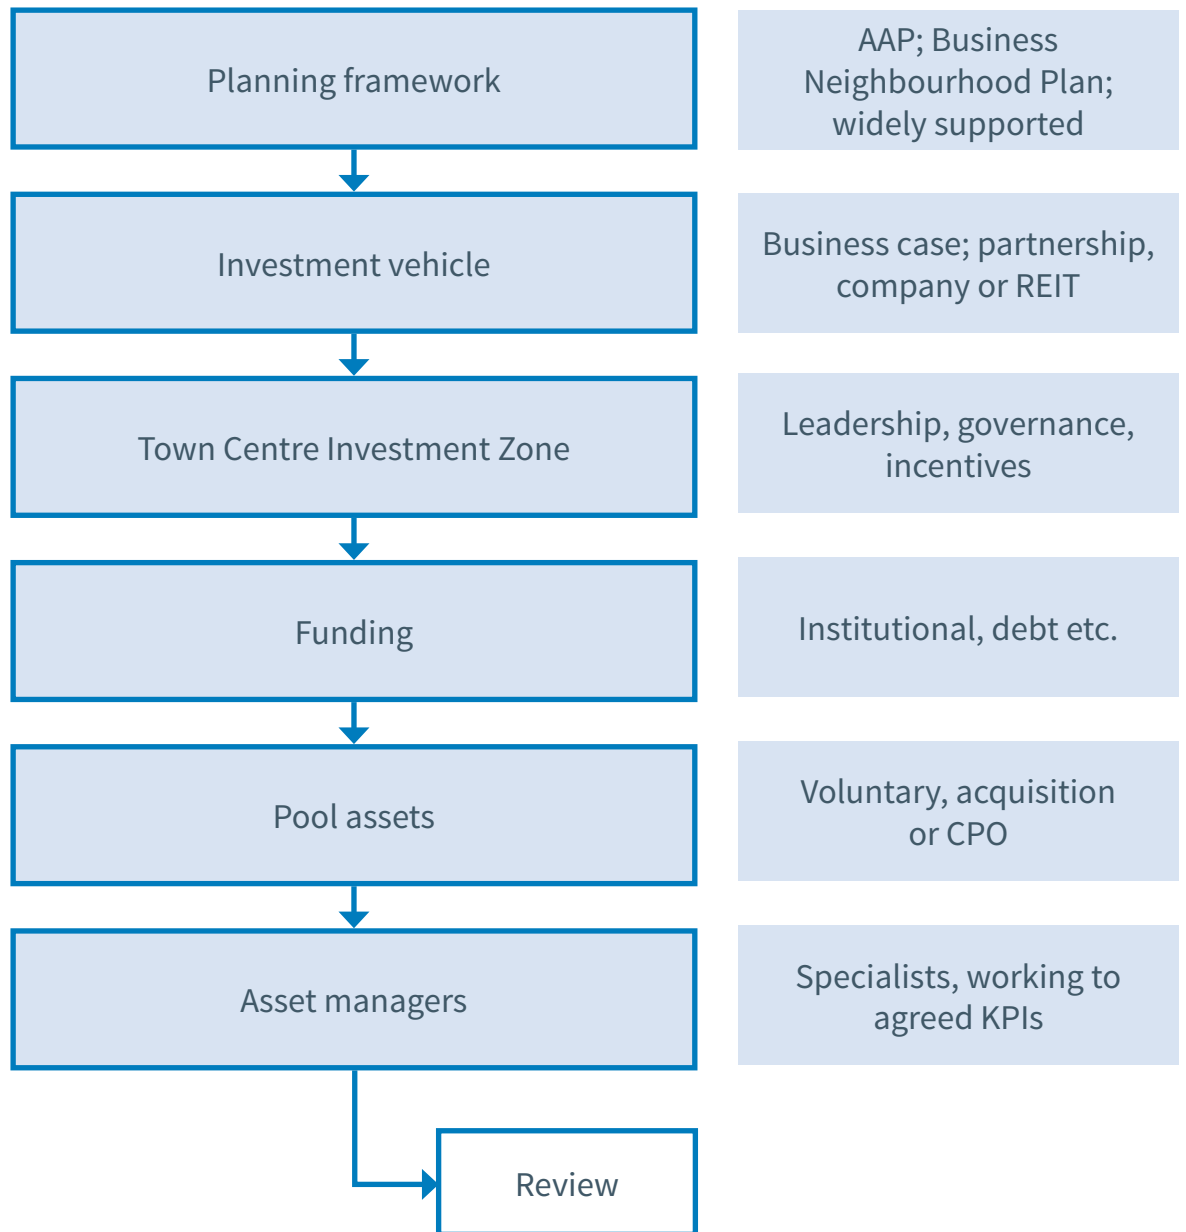 Planning framework
AAP; Business
Neighbourhood Plan;
widely supported
Investment vehicle
Business case; partnership,
company or REIT
Town Centre Investment Zone
Leadership, governance,
incentives
Funding
Institutional, debt etc.
Pool assets
Voluntary, acquisition
or CPO
Asset managers
Specialists, working to
agreed KPIs
Review